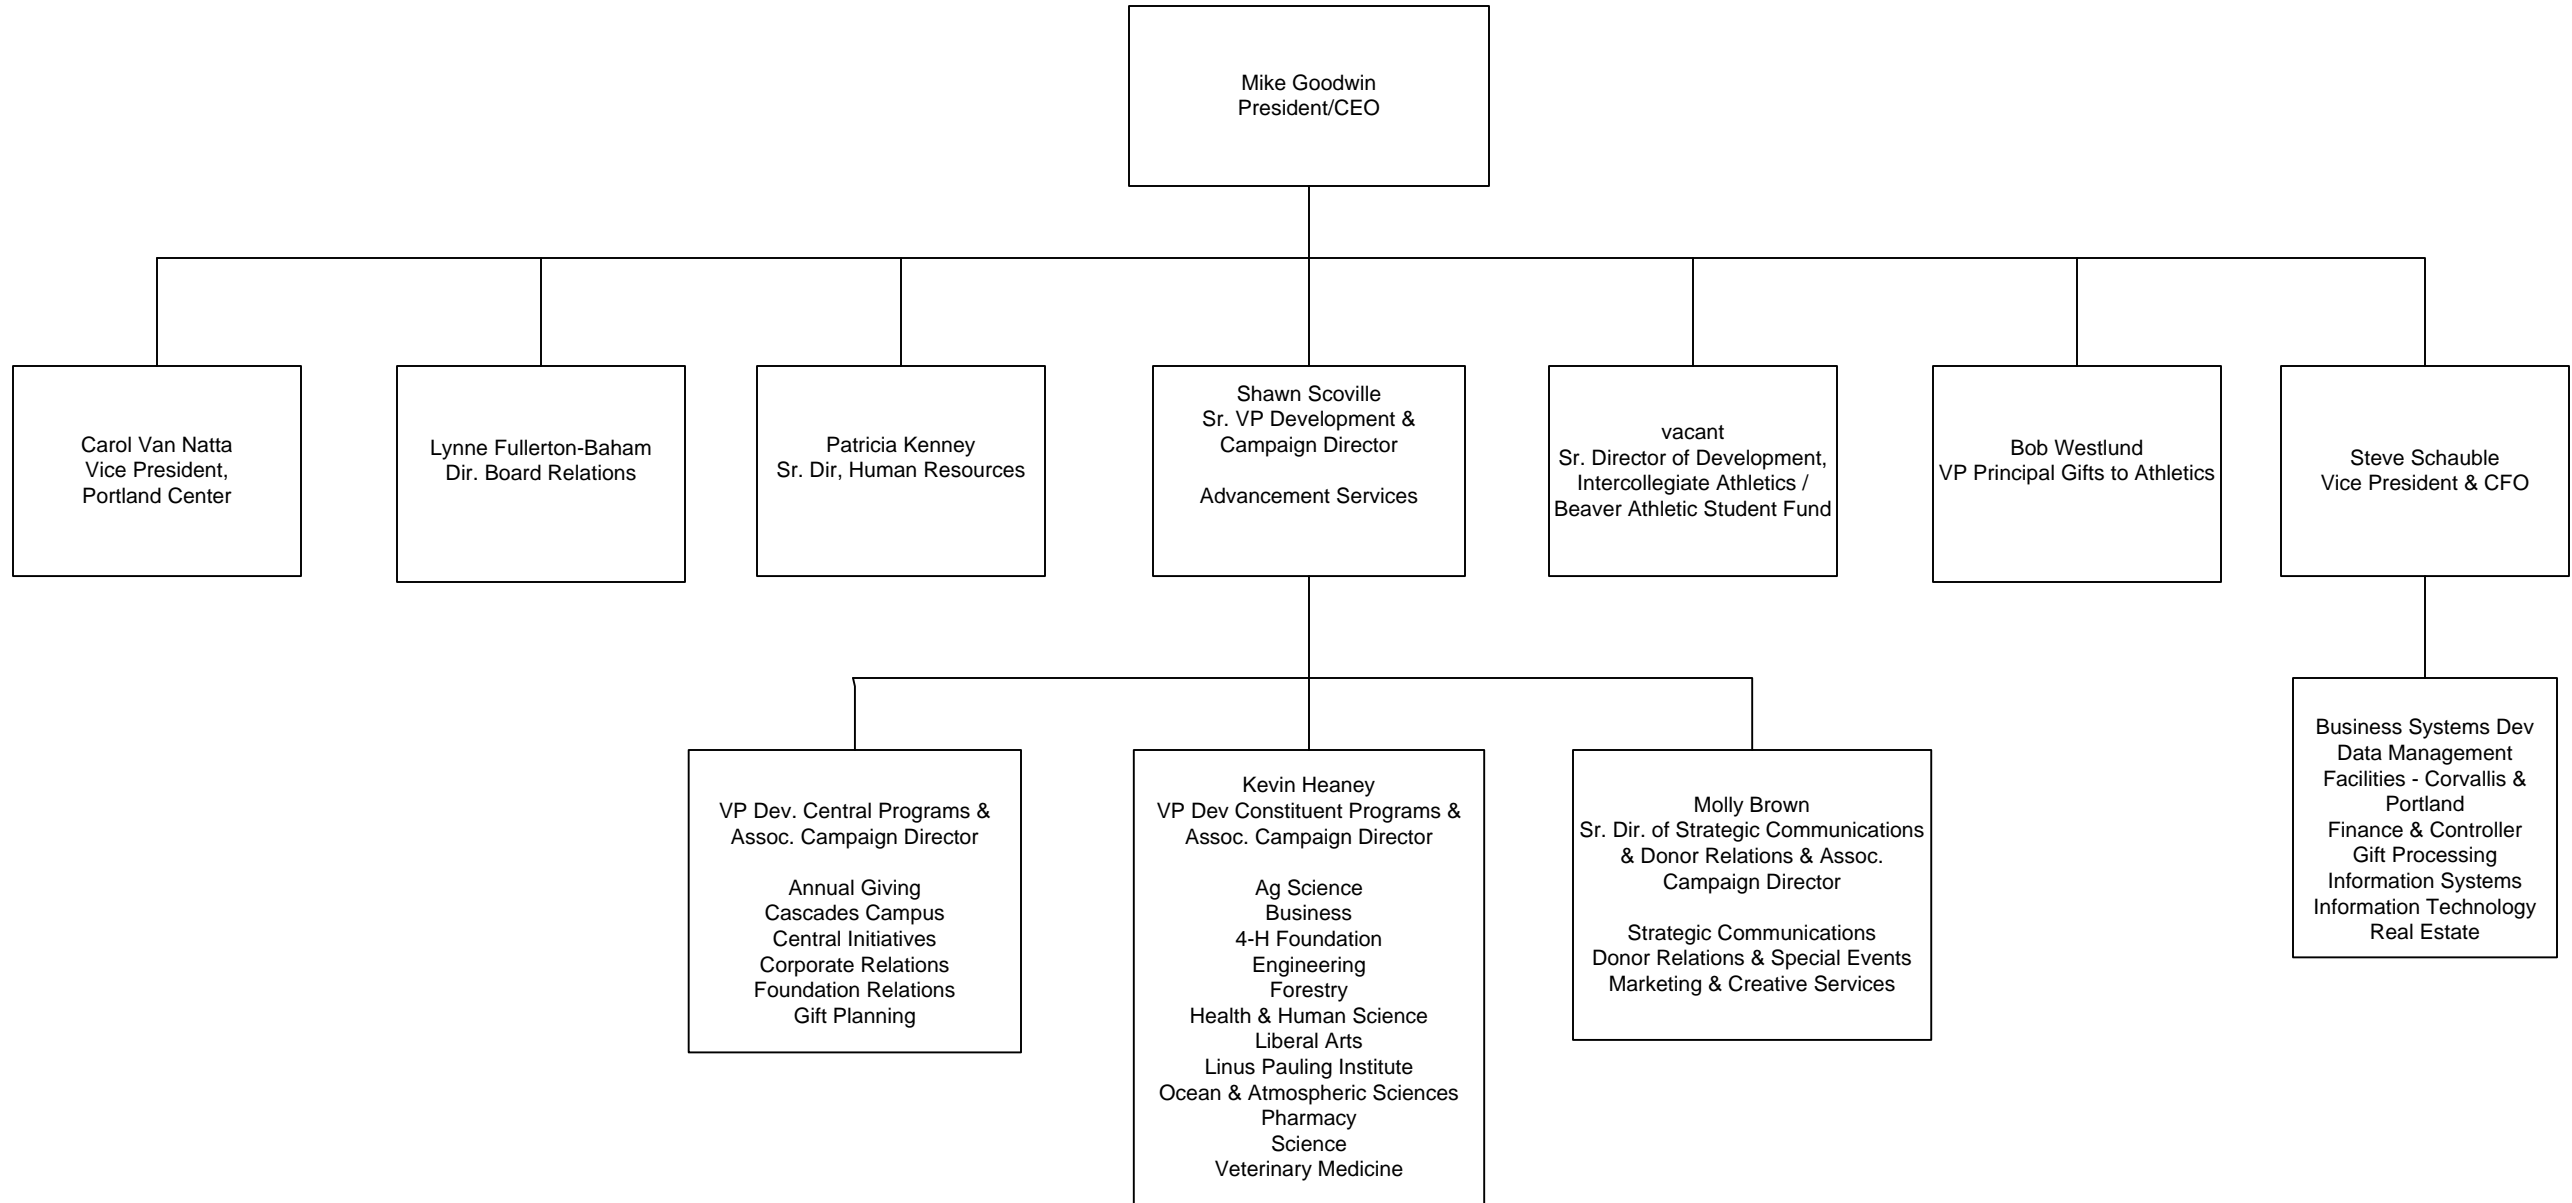 Mike Goodwin
President/CEO
Carol Van Natta
Vice President,
Portland Center
Lynne Fullerton-Baham
Dir. Board Relations
Patricia Kenney
Sr. Dir, Human Resources
Shawn Scoville
Sr. VP Development &
Campaign Director
Advancement Services
vacant
Sr. Director of Development,
Intercollegiate Athletics /
Beaver Athletic Student Fund
Bob Westlund
VP Principal Gifts to Athletics
Steve Schauble
Vice President & CFO
VP Dev. Central Programs &
Assoc. Campaign Director
Annual Giving
Cascades Campus
Central Initiatives
Corporate Relations
Foundation Relations
Gift Planning
Kevin Heaney
VP Dev Constituent Programs &
Assoc. Campaign Director
Ag Science
Business
4-H Foundation
Engineering
Forestry
Health & Human Science
Liberal Arts
Linus Pauling Institute
Ocean & Atmospheric Sciences
Pharmacy
Science
Veterinary Medicine
Molly Brown
Sr. Dir. of Strategic Communications
& Donor Relations & Assoc.
Campaign Director
Strategic Communications
Donor Relations & Special Events
Marketing & Creative Services
Business Systems Dev
Data Management
Facilities - Corvallis &
Portland
Finance & Controller
Gift Processing
Information Systems
Information Technology
Real Estate